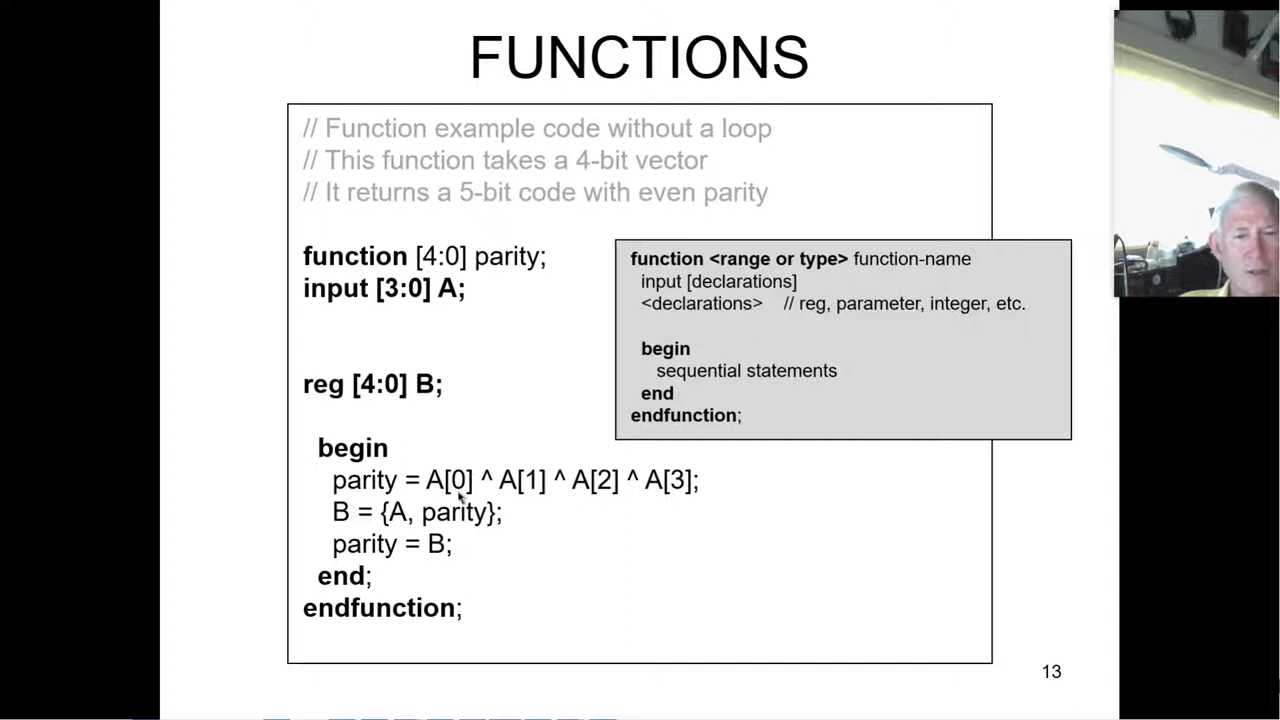 FUNCTIONS
// Function example code without a loop
// This function takes a 4-bit vector
// It returns a 5-bit code with even parity
function [4:0] parity;
input [3:0] A;
reg [4:0] B;
begin
parity = A[0] ^ A[1] ^ A[2] ^ A[3];
B = {A, parity};
parity = B;
end;
endfunction;
function <range or type> function-name
input [declarations]
<declarations> // reg, parameter, integer, etc.
begin
sequential statements
end
endfunction;
13